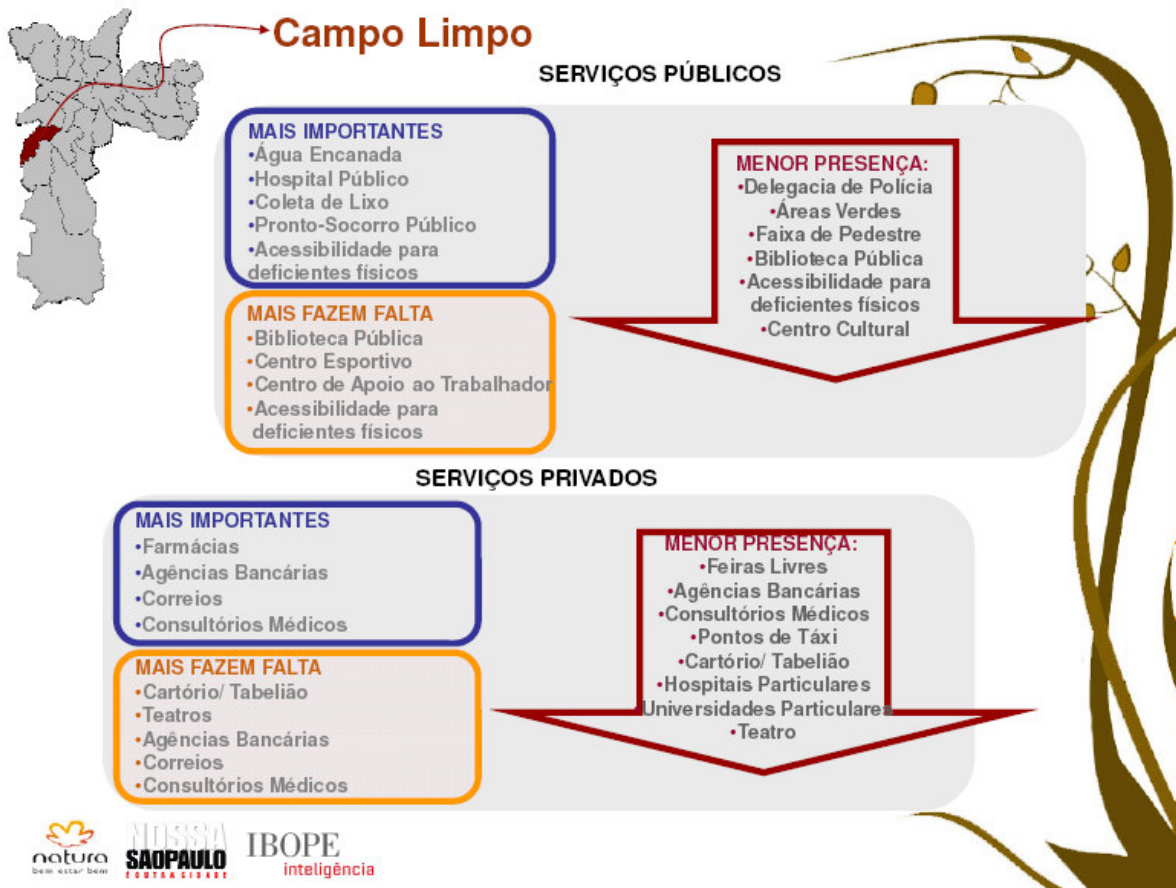 Campo Limpo
SERVIÇOS PÚBLICOS
MAIS IMPORTANTES
•Água Encanada
•Hospital Público
•Coleta de Lixo
•Pronto-Socorro Público
•Acessibilidade para
deficientes físicos
MAIS FAZEM FALTA
•Biblioteca Pública
•Centro Esportivo
•Centro de Apoio ao Trabalhador
•Acessibilidade para
deficientes físicos
MENOR PRESENÇA:
•Delegacia de Polícia
•Áreas Verdes
•Faixa de Pedestre
•Biblioteca Pública
•Acessibilidade para
deficientes físicos
•Centro Cultural
SERVIÇOS PRIVADOS
MAIS IMPORTANTES
•Farmácias
•Agências Bancárias
•Correios
•Consultórios Médicos
MAIS FAZEM FALTA
•Cartório/ Tabelião
•Teatros
•Agências Bancárias
•Correios
•Consultórios Médicos
MENOR PRESENÇA:
•Feiras Livres
•Agências Bancárias
•Consultórios Médicos
•Pontos de Táxi
•Cartório/ Tabelião
•Hospitais Particulares
•Universidades Particulares
•Teatro
natura
bem estar bem
NOSSA
SÃOPAULO
É OUTRA CIDADE
IBOPE
inteligência